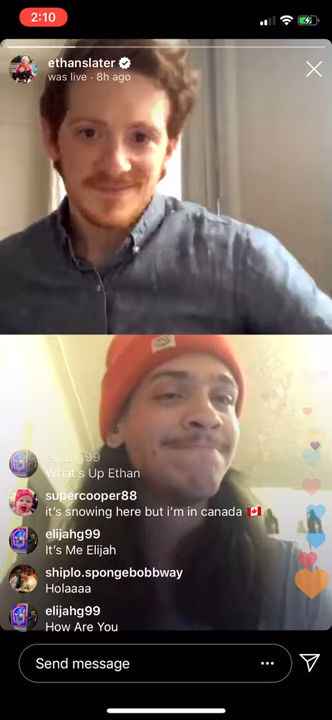 2:10
ethanslater
was live · 8h ago
elijahg99
What's Up Ethan
supercooper88
it's snowing here but i'm in canada 🇨🇦
elijahg99
It's Me Elijah
shiplo.spongebobbway
Holaaaa
elijahg99
How Are You
Send message